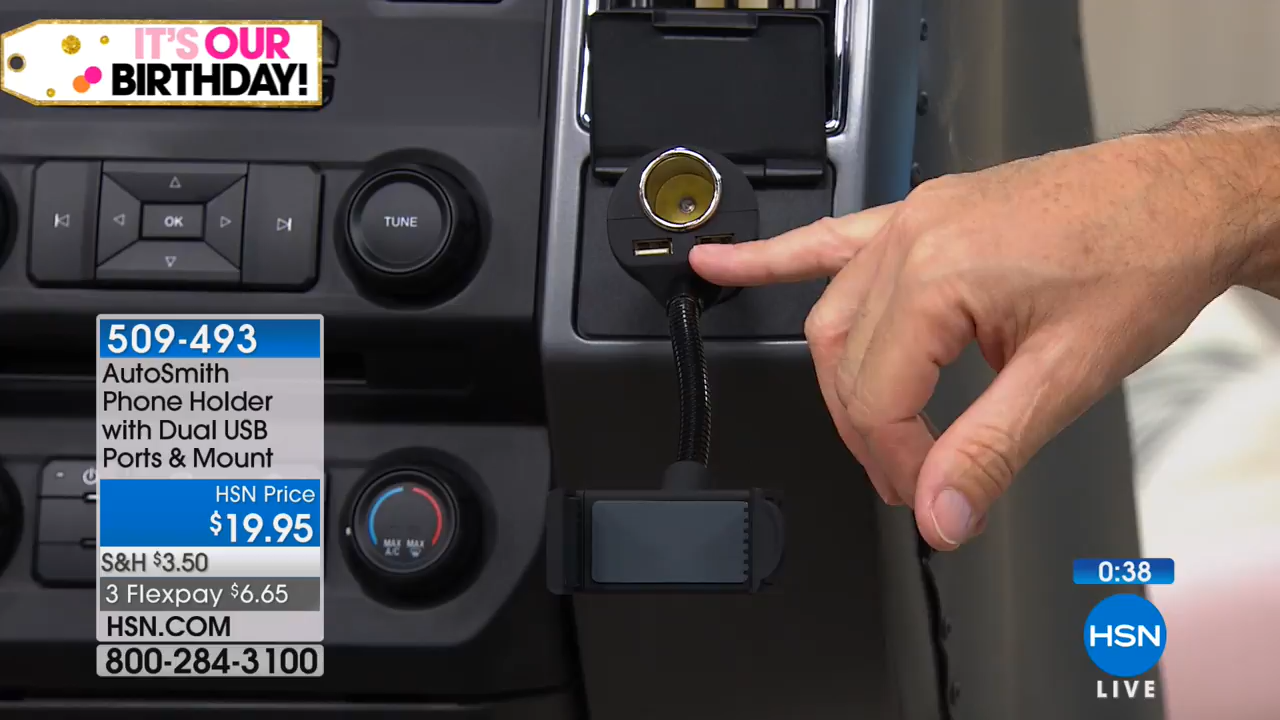 IT'S OUR
BIRTHDAY!
OK
TUNE
509-493
AutoSmith
Phone Holder
with Dual USB
Ports & Mount
HSN Price
$19.95
S&H $3.50
3 Flexpay $6.65
HSN.COM
800-284-3100
MAX A/C
MAX
0:38
HSN
LIVE